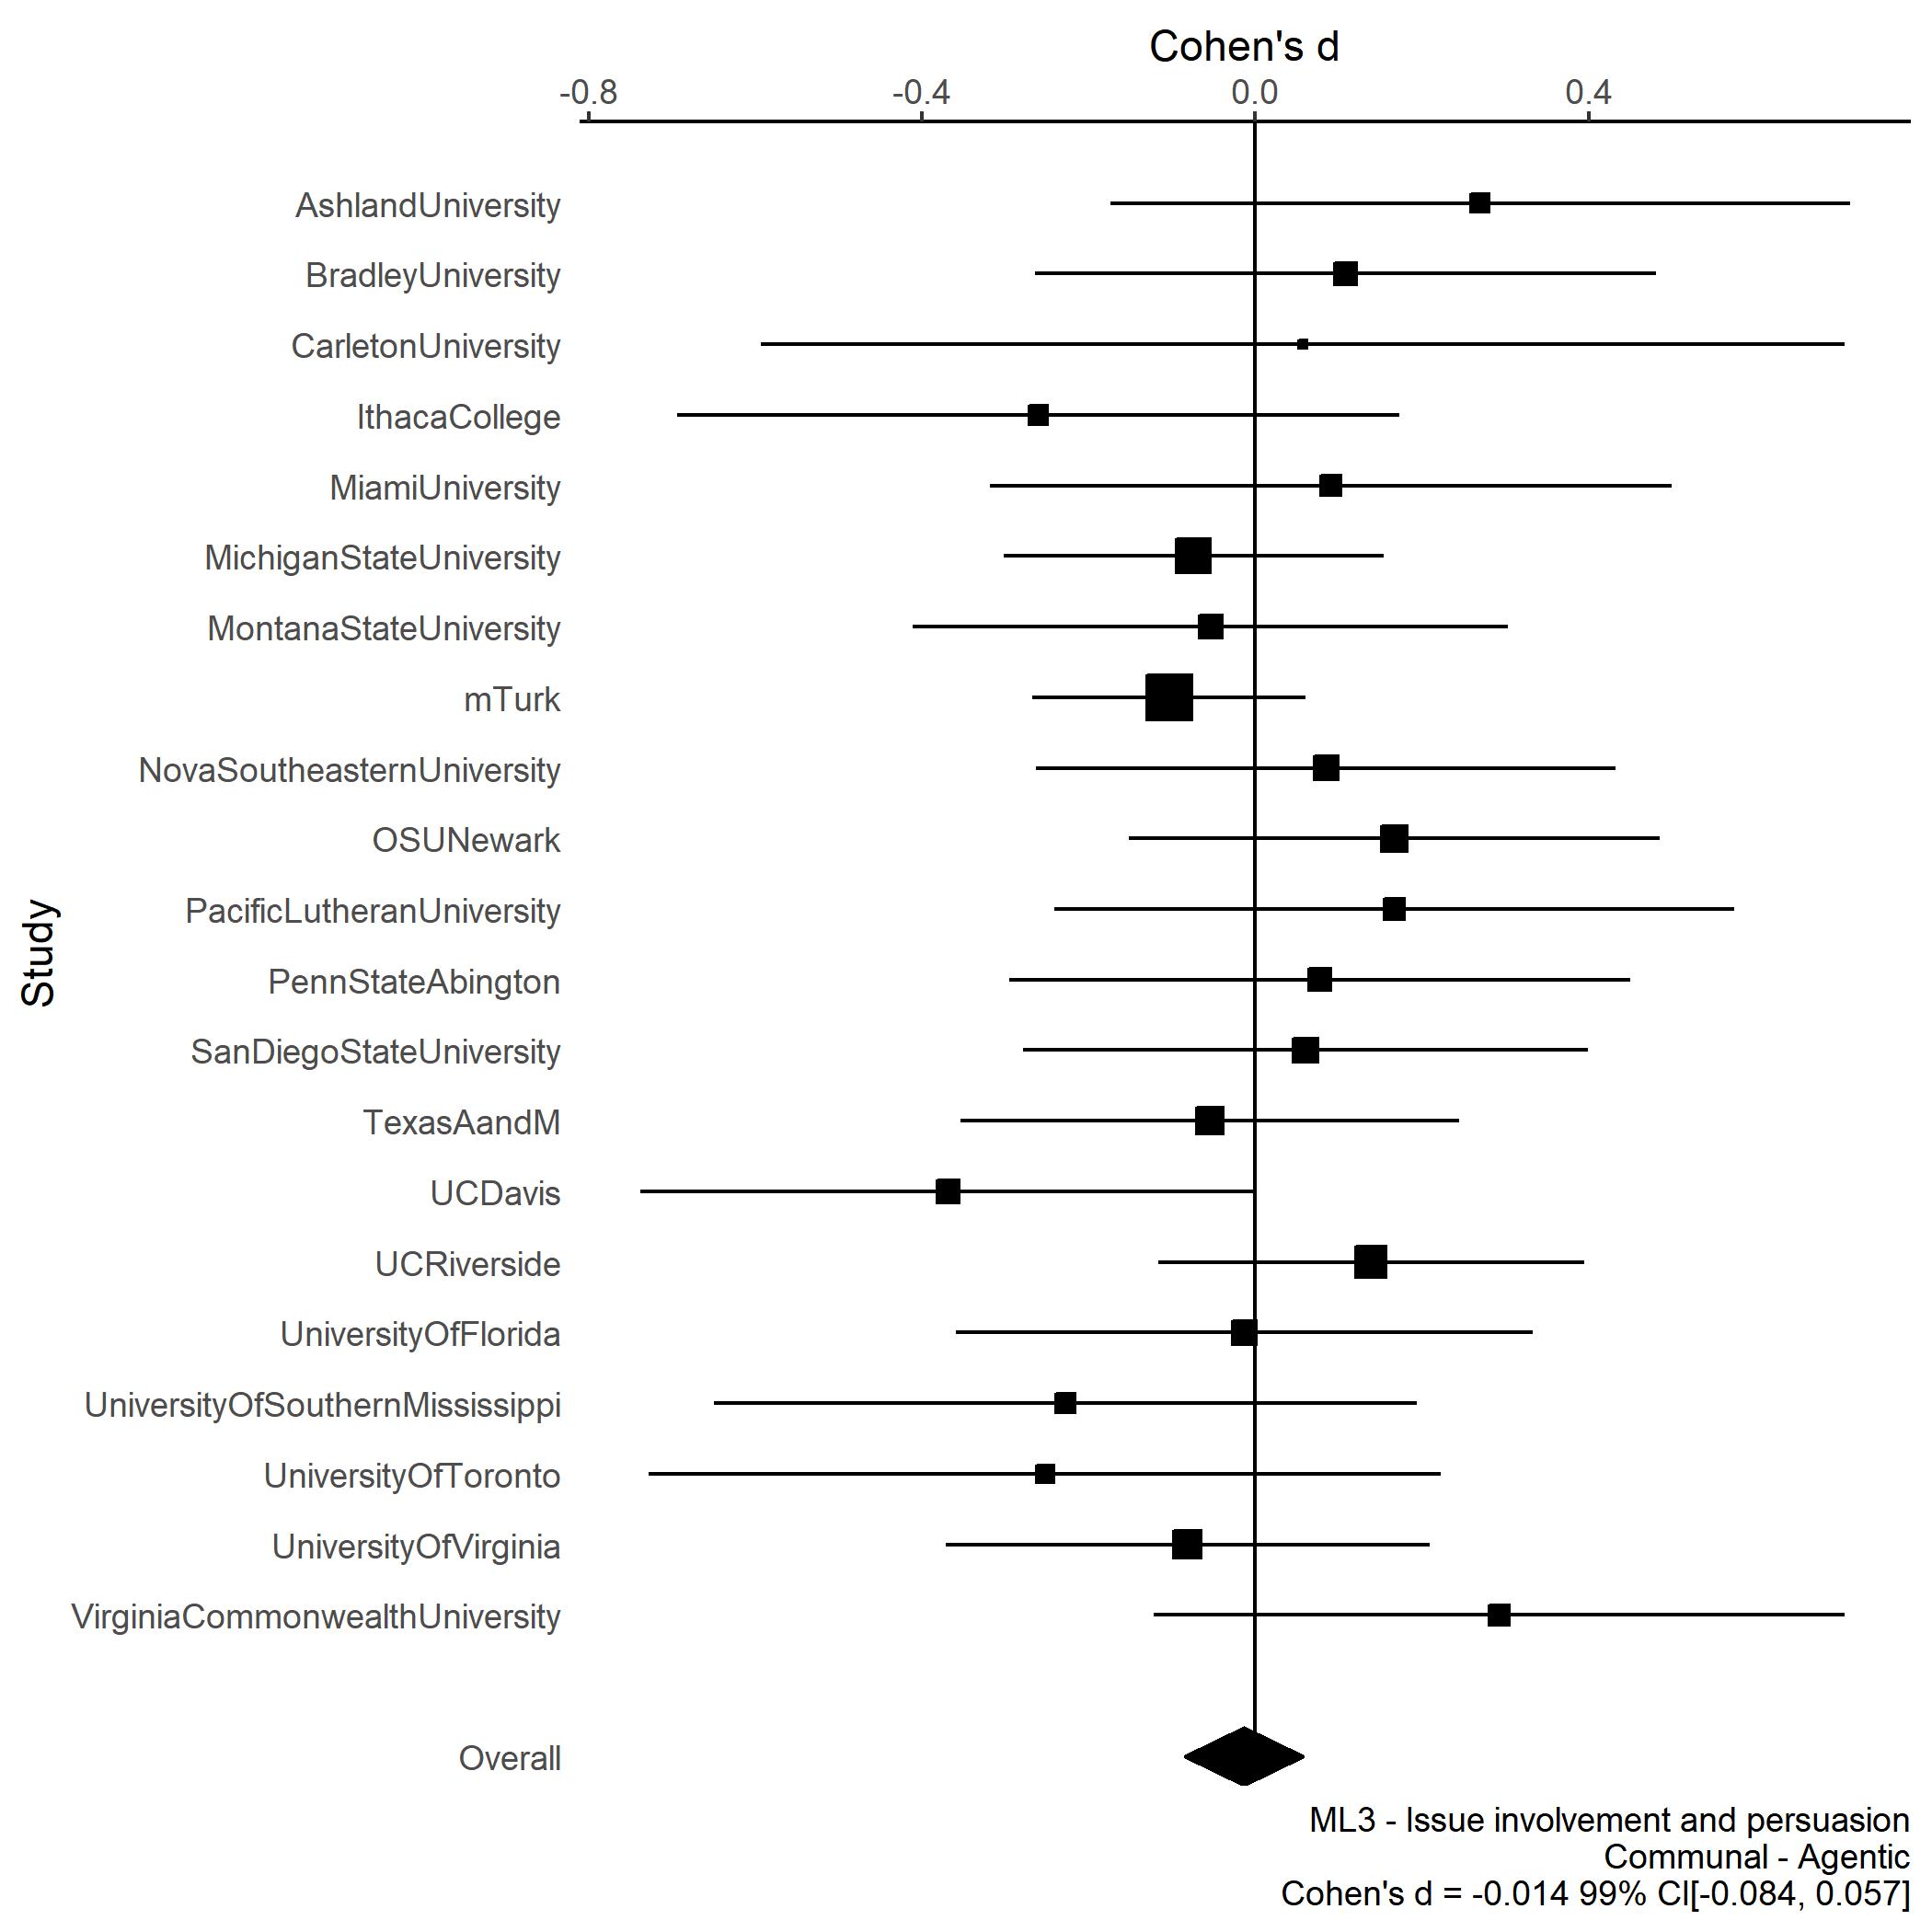 Cohen's d
-0.8 -0.4 0.0 0.4
AshlandUniversity
BradleyUniversity
CarletonUniversity
IthacaCollege
MiamiUniversity
MichiganStateUniversity
MontanaStateUniversity
mTurk
NovaSoutheasternUniversity
OSUNewark
PacificLutheranUniversity
PennStateAbington
SanDiegoStateUniversity
TexasAandM
UCDavis
UCRiverside
UniversityOfFlorida
UniversityOfSouthernMississippi
UniversityOfToronto
UniversityOfVirginia
VirginiaCommonwealthUniversity
Overall
Study
ML3 - Issue involvement and persuasion
Communal - Agentic
Cohen's d = -0.014 99% CI[-0.084, 0.057]